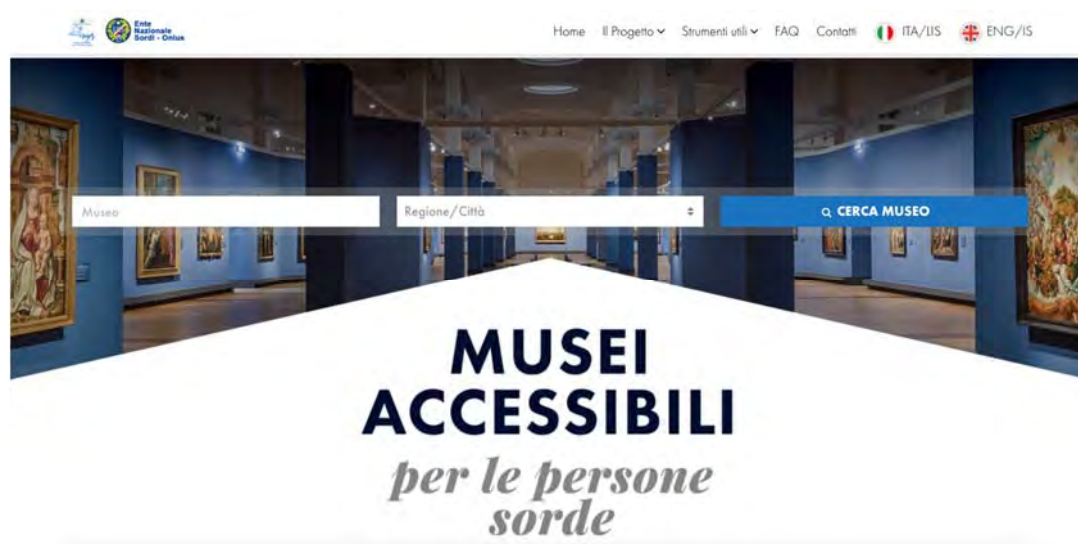 Ente
Nazionale
Sordi - Onlus
Home Il Progetto Strumenti utili FAQ Contatti ITA/LIS ENG/IS
Museo
Regione/Città
CERCA MUSEO
MUSEI
ACCESSIBILI
per le persone
sorde